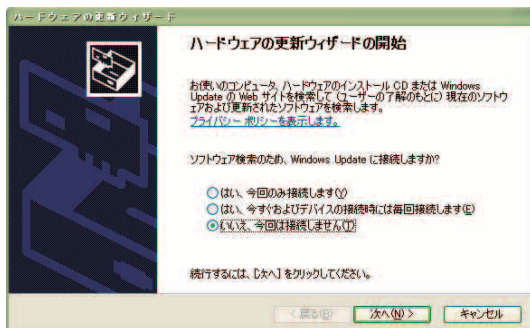 ハードウェアの更新ウィザード
ハードウェアの更新ウィザードの開始
お使いのコンピュータ、ハードウェアのインストール CD または Windows
Update の Web サイトを検索して (ユーザーの了解のもとに) 現在のソフトウ
ェアおよび更新されたソフトウェアを検索します。
プライバシー ポリシーを表示します。
ソフトウェア検索のため、Windows Update に接続しますか?
はい、今回のみ接続します(Y)
はい、今すぐおよびデバイスの接続時には毎回接続します(E)
いいえ、今回は接続しません(T)
続行するには、[次へ] をクリックしてください。
< 戻る(B) 次へ(N) > キャンセル